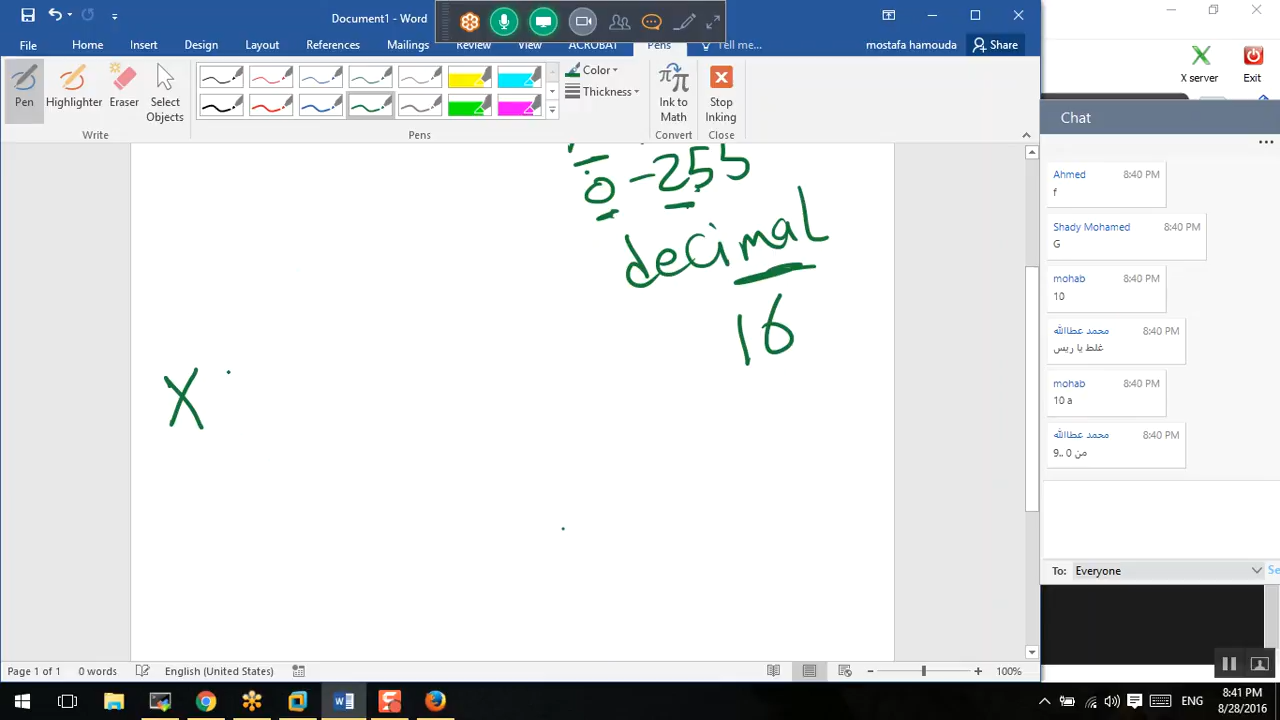 Document1 - Word
File
Home
Insert
Design
Layout
References
Mailings
Review
View
ACROBAT
Pens
Tell me...
mostafa hamouda
Share
Pen
Highlighter
Eraser
Select Objects
Color
Thickness
Ink to Math
Stop Inking
Write
Pens
Convert
Close
X server
Exit
0 - 255
decimal
16
X
Chat
Ahmed 8:40 PM
f
Shady Mohamed 8:40 PM
G
mohab 8:40 PM
10
محمد عطاالله 8:40 PM
غلط يا ريس
mohab 8:40 PM
10 a
محمد عطاالله 8:40 PM
من 0 ..9
To: Everyone
Page 1 of 1
0 words
English (United States)
100%
ENG
8:41 PM
8/28/2016